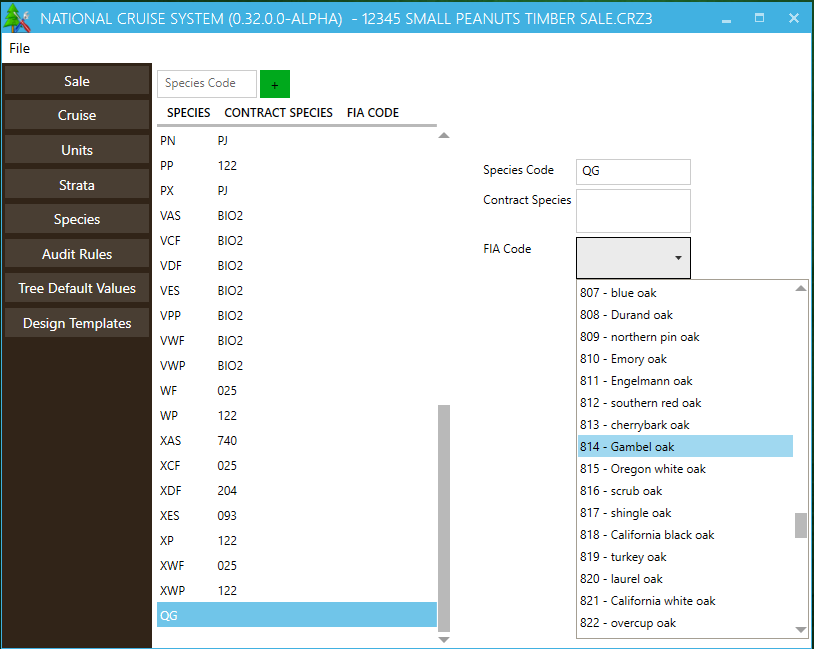 NATIONAL CRUISE SYSTEM (0.32.0.0-ALPHA) - 12345 SMALL PEANUTS TIMBER SALE.CRZ3
File
Sale
Cruise
Units
Strata
Species
Audit Rules
Tree Default Values
Design Templates
Species Code +
SPECIES CONTRACT SPECIES FIA CODE
PN PJ
PP 122
PX PJ
VAS BIO2
VCF BIO2
VDF BIO2
VES BIO2
VPP BIO2
VWF BIO2
VWP BIO2
WF 025
WP 122
XAS 740
XCF 025
XDF 204
XES 093
XP 122
XWF 025
XWP 122
QG
Species Code QG
Contract Species
FIA Code
807 - blue oak
808 - Durand oak
809 - northern pin oak
810 - Emory oak
811 - Engelmann oak
812 - southern red oak
813 - cherrybark oak
814 - Gambel oak
815 - Oregon white oak
816 - scrub oak
817 - shingle oak
818 - California black oak
819 - turkey oak
820 - laurel oak
821 - California white oak
822 - overcup oak